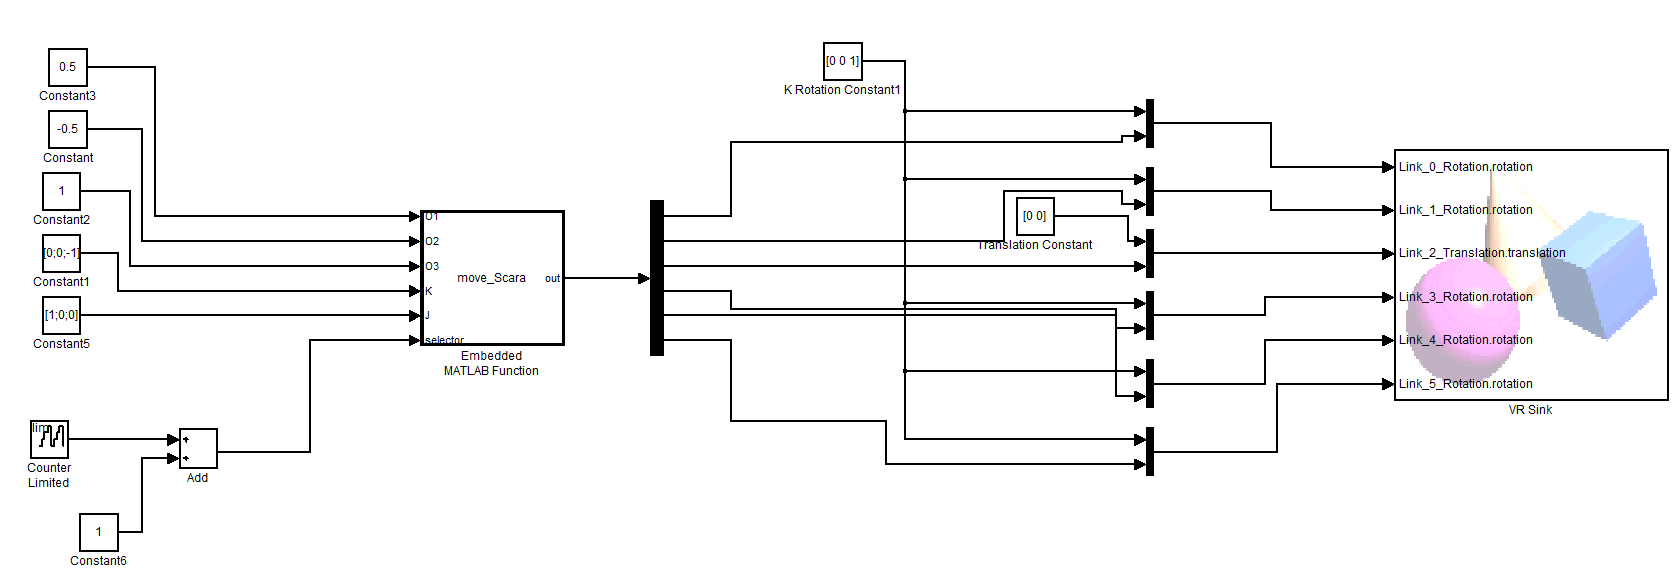 0.5
Constant3
-0.5
Constant
1
Constant2
[0;0;-1]
Constant1
[1;0;0]
Constant5
lim
Counter
Limited
+
+
Add
1
Constant6
O1
O2
O3
K
J
selector
move_Scara
out
Embedded
MATLAB Function
[0 0 1]
K Rotation Constant1
[0 0]
Translation Constant
Link_0_Rotation.rotation
Link_1_Rotation.rotation
Link_2_Translation.translation
Link_3_Rotation.rotation
Link_4_Rotation.rotation
Link_5_Rotation.rotation
VR Sink